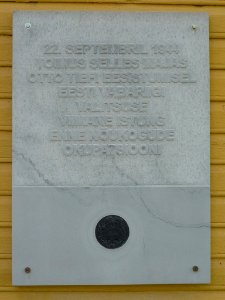 22. SEPTEMBRIL 1944
TOIMUS SELLES MAJAS
OTTO TIEFI EESISTUMISEL
EESTI VABARIIGI
VALITSUSE
VIIMANE ISTUNG
ENNE NÕUKOGUDE
OKUPATSIOONI